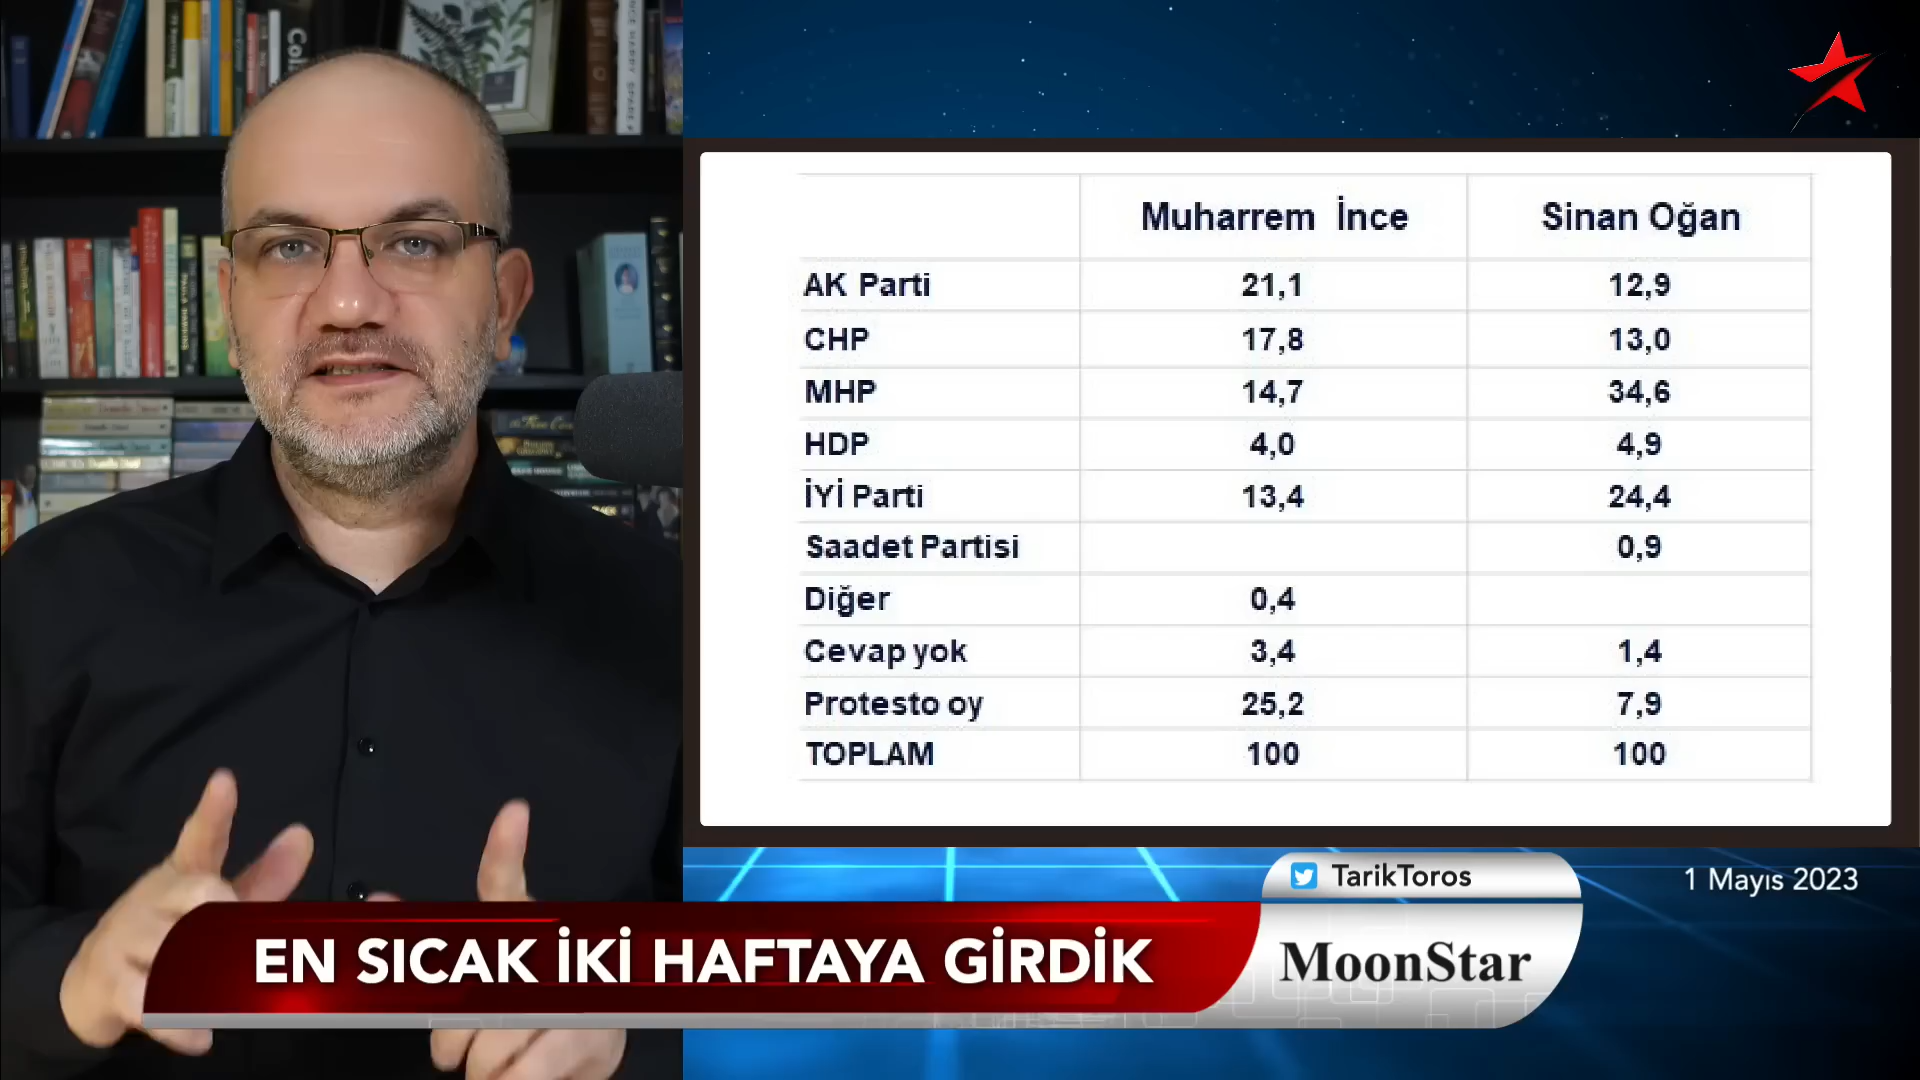 Muharrem İnce Sinan Oğan
AK Parti 21,1 12,9
CHP 17,8 13,0
MHP 14,7 34,6
HDP 4,0 4,9
İYİ Parti 13,4 24,4
Saadet Partisi 0,9
Diğer 0,4
Cevap yok 3,4 1,4
Protesto oy 25,2 7,9
TOPLAM 100 100
TarikToros
1 Mayıs 2023
EN SICAK İKİ HAFTAYA GİRDİK
MoonStar